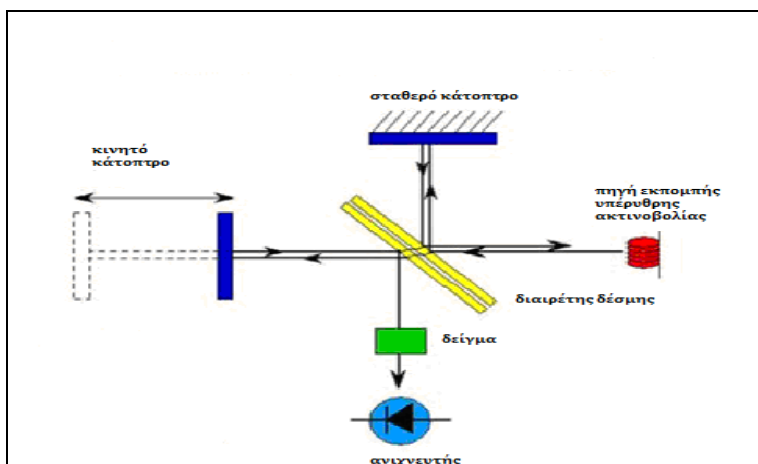 σταθερό κάτοπτρο
κινητό
κάτοπτρο
πηγή εκπομπής
υπέρυθρης
ακτινοβολίας
διαιρέτης δέσμης
δείγμα
ανιχνευτής